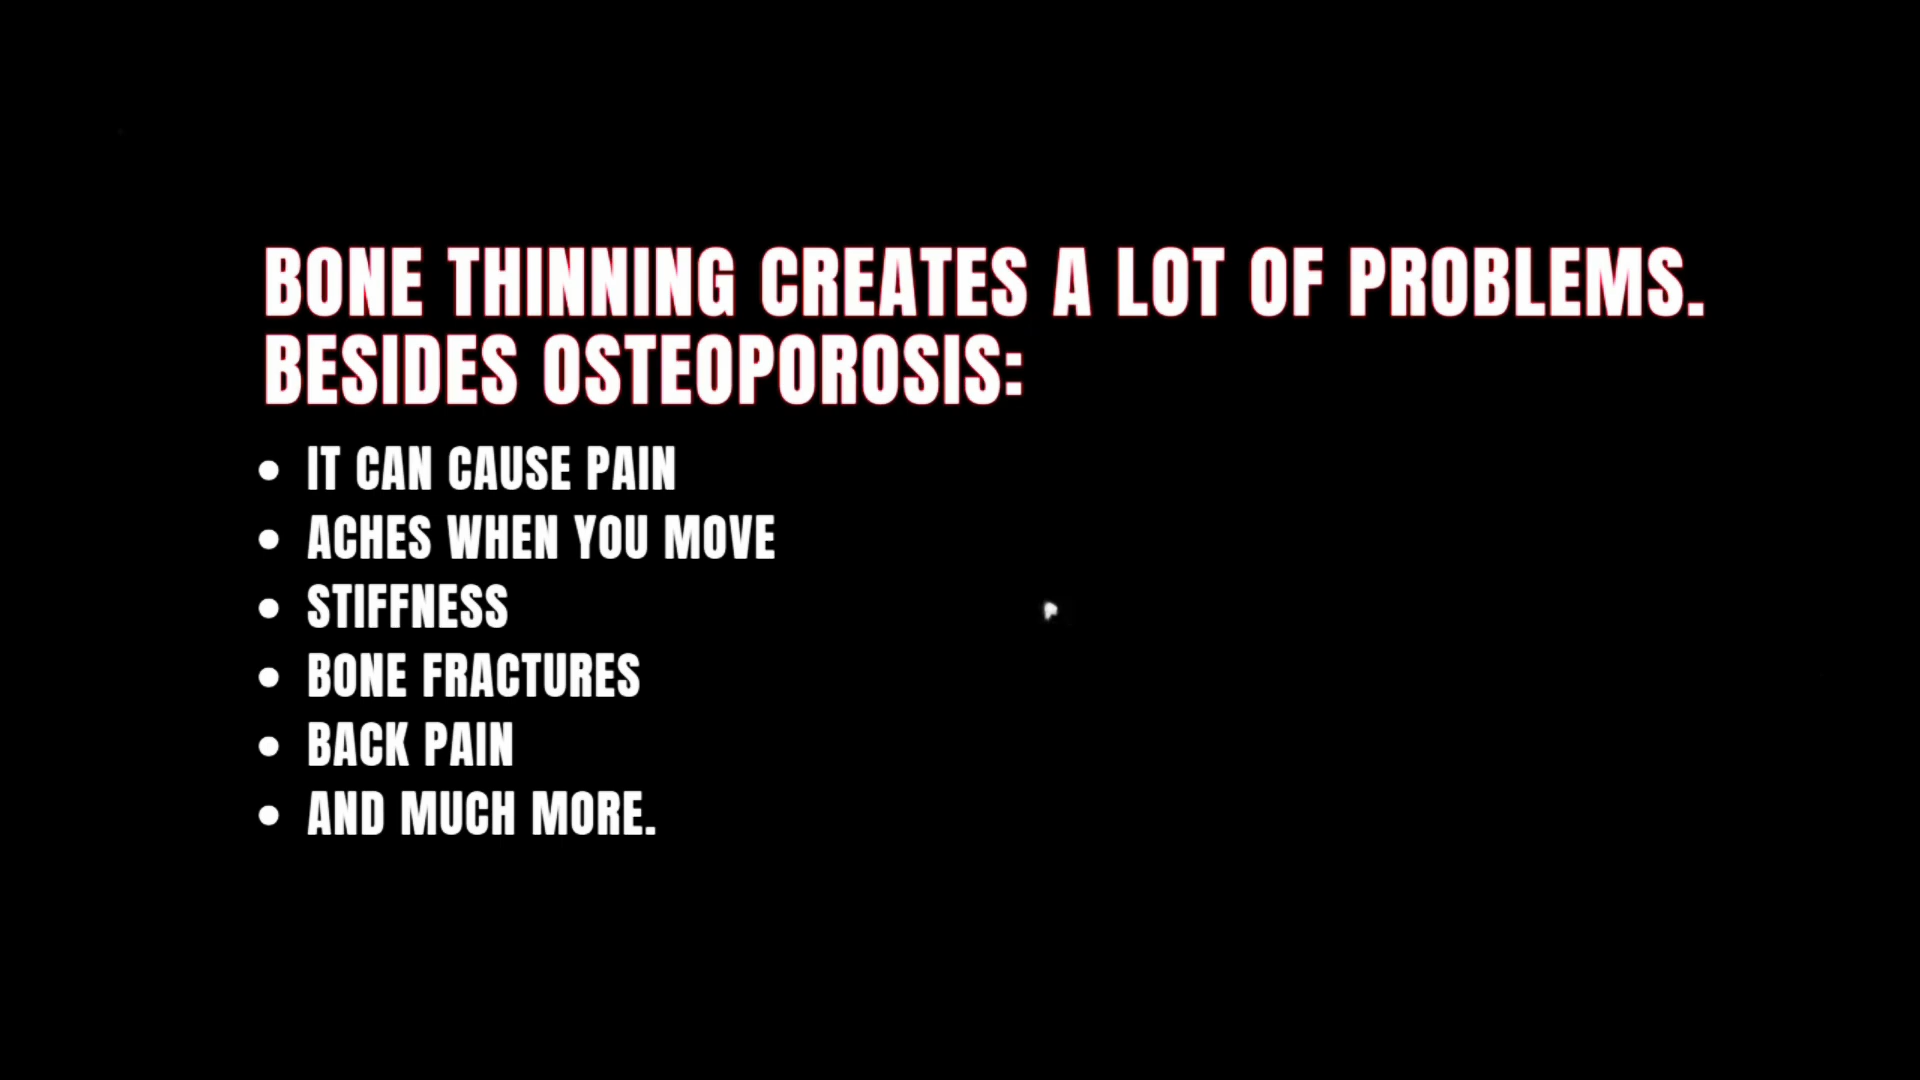 BONE THINNING CREATES A LOT OF PROBLEMS.
BESIDES OSTEOPOROSIS:
• IT CAN CAUSE PAIN
• ACHES WHEN YOU MOVE
• STIFFNESS
• BONE FRACTURES
• BACK PAIN
• AND MUCH MORE.